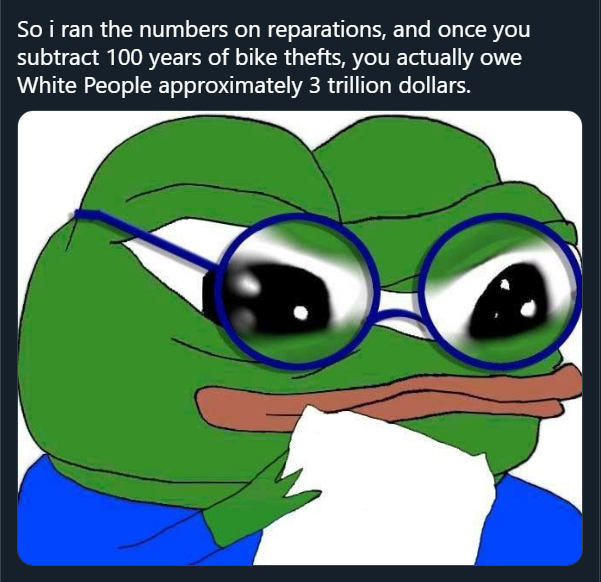 So i ran the numbers on reparations, and once you
subtract 100 years of bike thefts, you actually owe
White People approximately 3 trillion dollars.